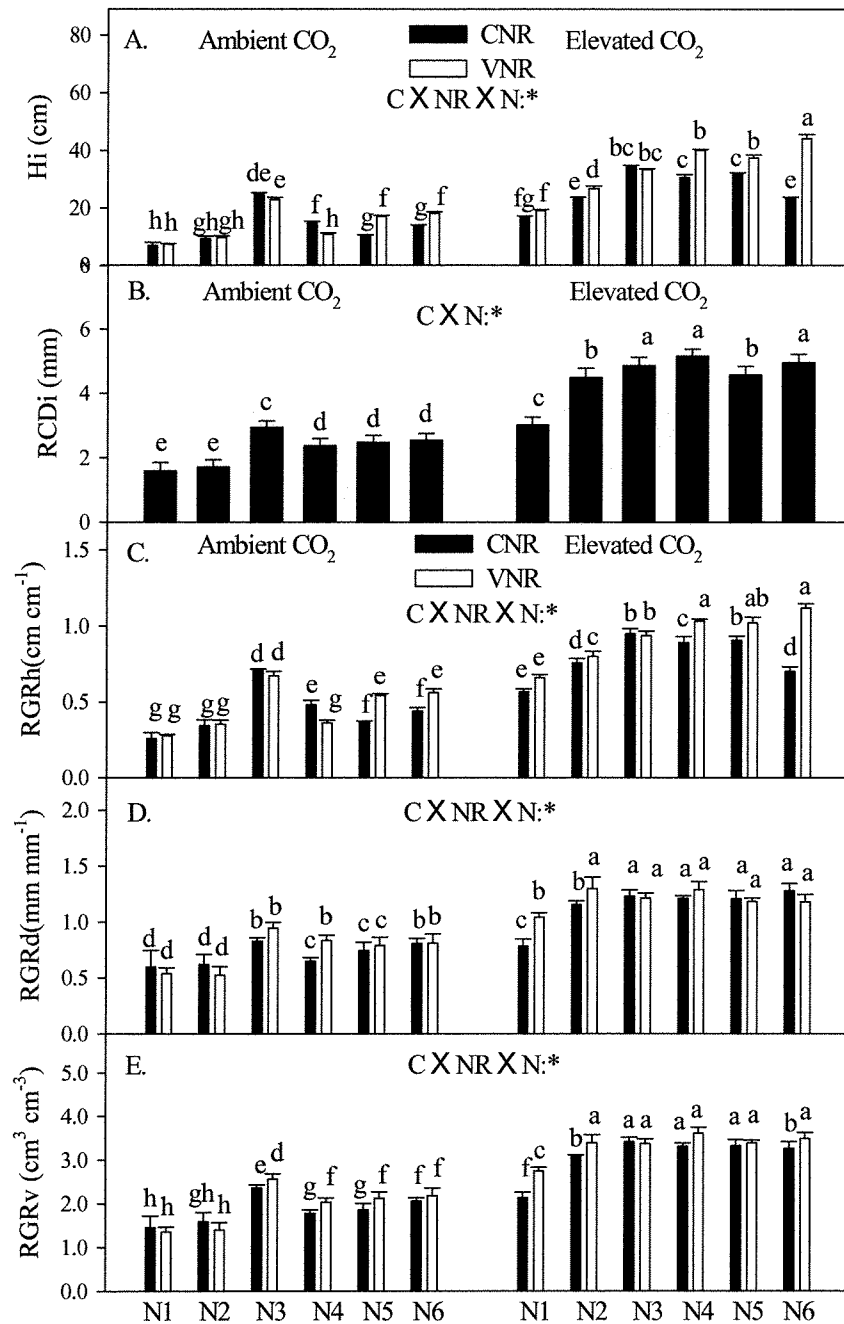 A. Ambient CO2 CNR Elevated CO2
VNR
C X NR X N:*
Hi (cm)
80
60
40
20
0
h h gh gh de e f h g f g f fg f e d bc bc c b c b e a
B. Ambient CO2 Elevated CO2
C X N:*
RCDi (mm)
6
4
2
0
e e c d d d c b a a b a
C. Ambient CO2 CNR Elevated CO2
VNR
C X NR X N:*
RGRh(cm cm-1)
1.5
1.0
0.5
0.0
g g g g d d e g f e f e e e d c b b c a b ab d a
D. C X NR X N:*
RGRd(mm mm-1)
2.0
1.5
1.0
0.5
0.0
d d d d b b c b c c b b c b b a a a a a a a a a
E. C X NR X N:*
RGRv (cm3 cm-3)
5.0
4.0
3.0
2.0
1.0
0.0
h h gh h e d g f g f f f f c b a a a a a a a b a
N1 N2 N3 N4 N5 N6 N1 N2 N3 N4 N5 N6